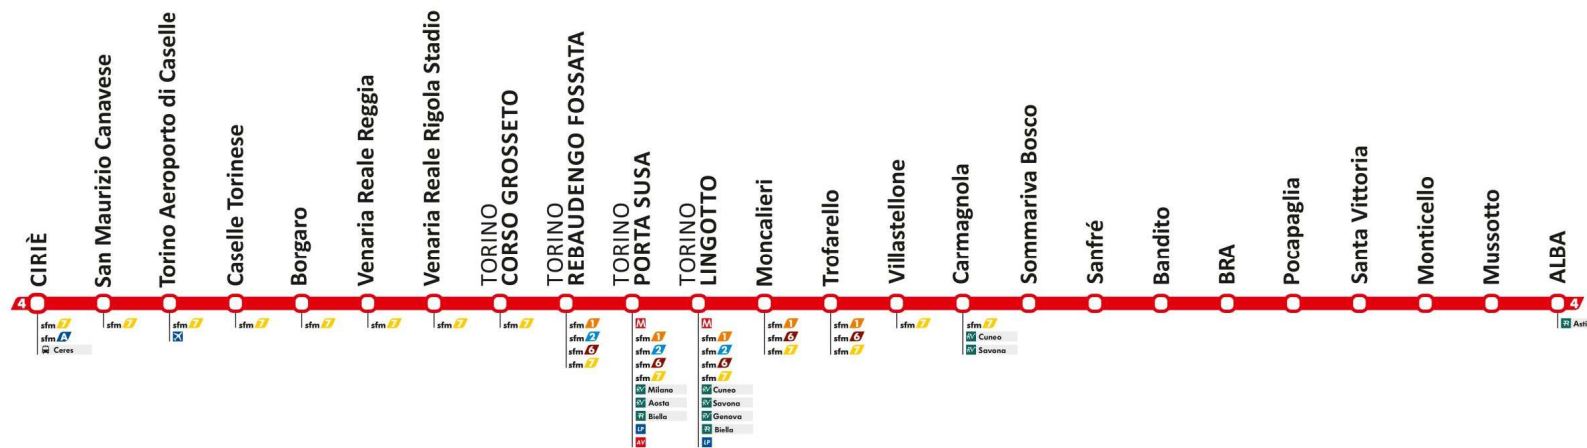 CIRIÈ
San Maurizio Canavese
Torino Aeroporto di Caselle
Caselle Torinese
Borgaro
Venaria Reale Reggia
Venaria Reale Rigola Stadio
TORINO
CORSO GROSSETO
TORINO
REBAUDENGO FOSSATA
TORINO
PORTA SUSA
TORINO
LINGOTTO
Moncalieri
Trofarello
Villastellone
Carmagnola
Sommariva Bosco
Sanfré
Bandito
BRA
Pocapaglia
Santa Vittoria
Monticello
Mussotto
ALBA
4
4
sfm 7
sfm A
Ceres
sfm 7
sfm 7
sfm 7
sfm 7
sfm 7
sfm 7
sfm 7
sfm 1
sfm 2
sfm 6
sfm 7
M
sfm 1
sfm 2
sfm 6
sfm 7
RV Milano
RV Aosta
R Biella
LP
AV
M
sfm 1
sfm 2
sfm 6
sfm 7
RV Cuneo
RV Savona
RV Genova
R Biella
LP
sfm 1
sfm 6
sfm 7
sfm 1
sfm 6
sfm 7
sfm 7
sfm 7
RV Cuneo
RV Savona
R Asti